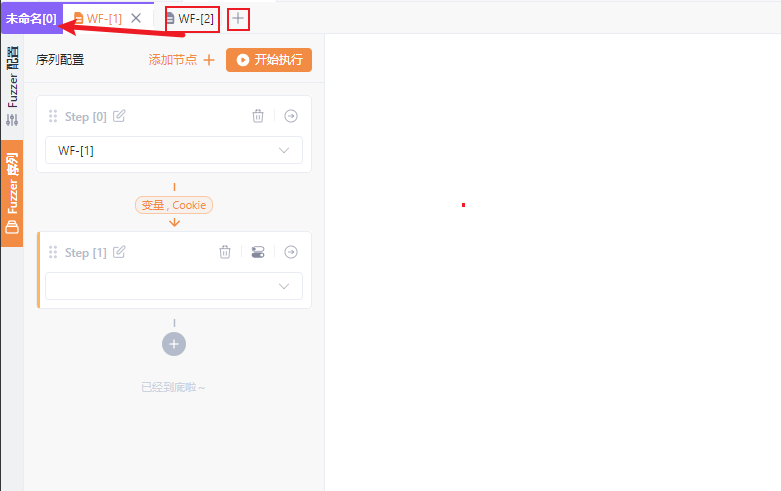 未命名[0]
WF-[1]
WF-[2]
Fuzzer 配置
Fuzzer 序列
序列配置
添加节点
开始执行
Step [0]
WF-[1]
变量 , Cookie
Step [1]
已经到底啦~